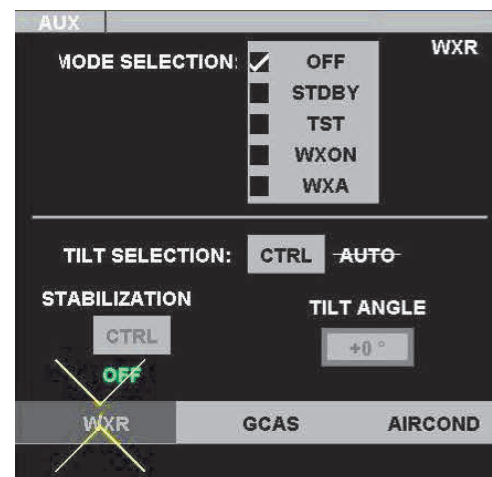 AUX
WXR
MODE SELECTION:
OFF
STDBY
TST
WXON
WXA
TILT SELECTION: CTRL AUTO
STABILIZATION
CTRL
OFF
TILT ANGLE
+0 °
WXR GCAS AIRCOND